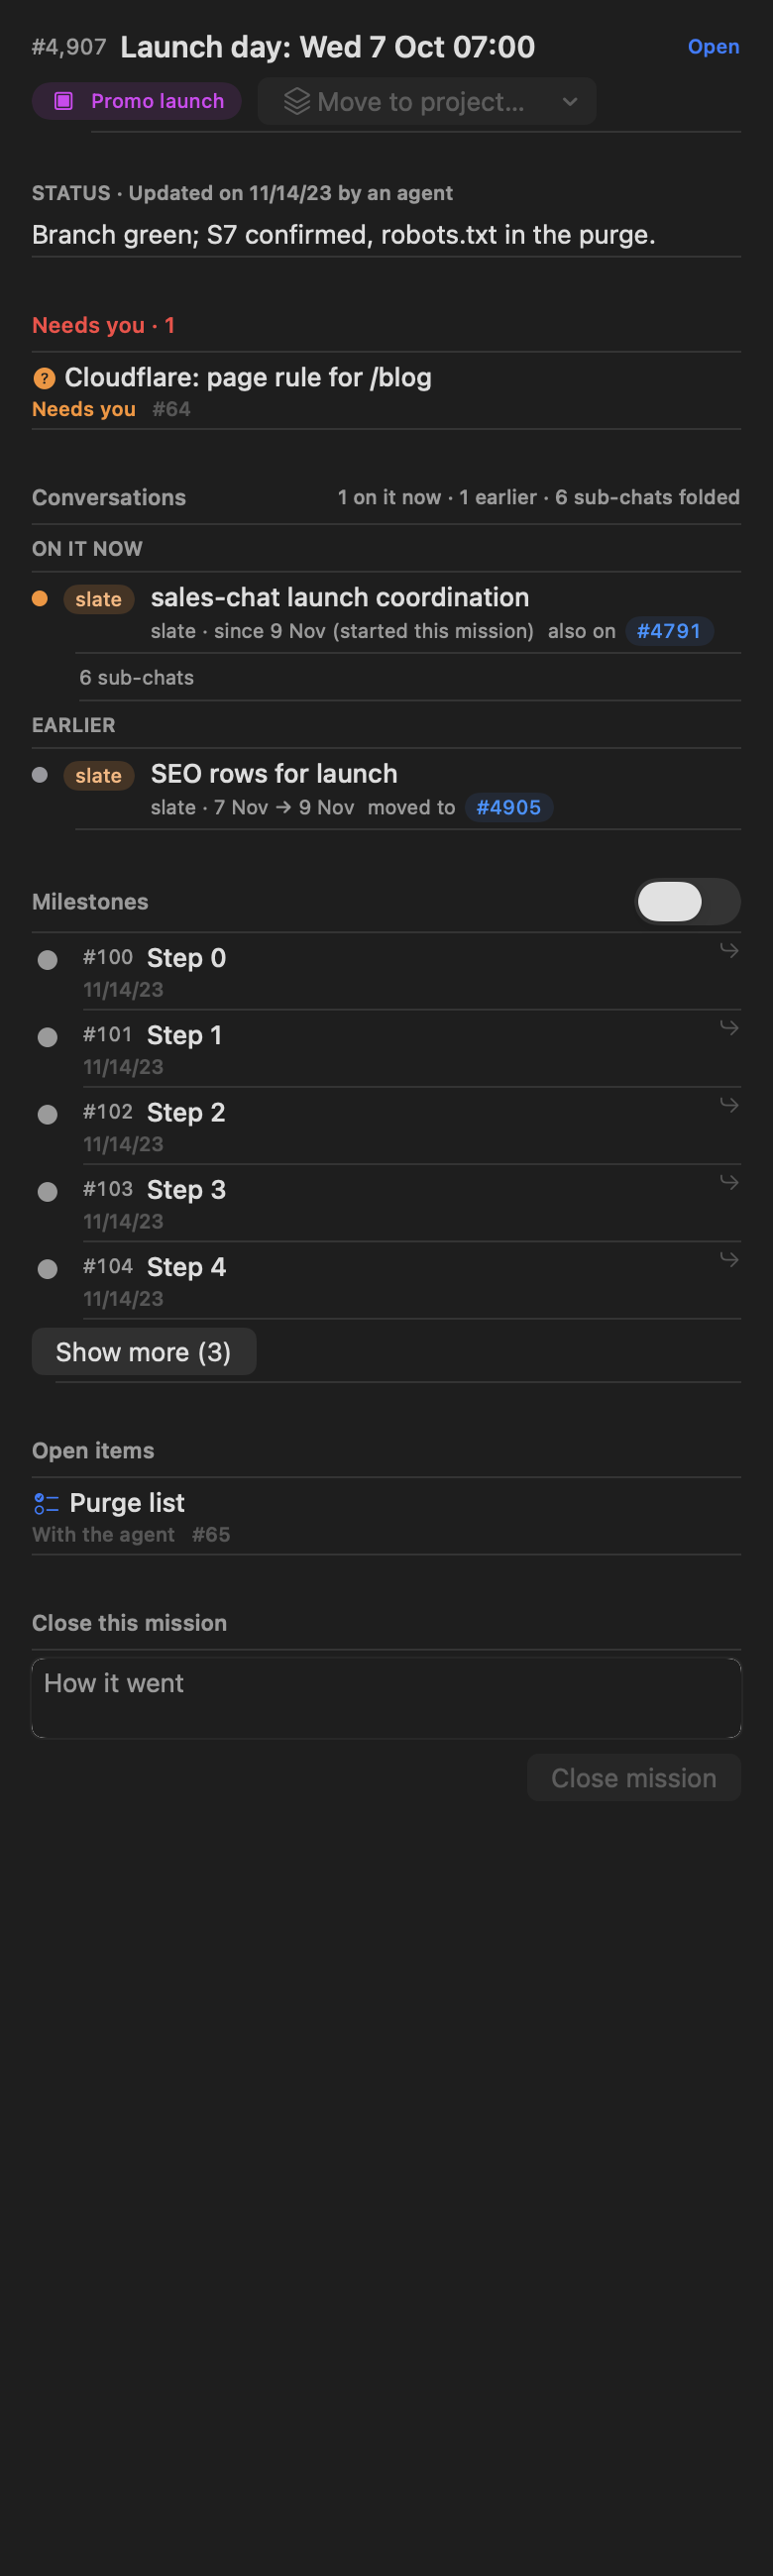 #4,907 Launch day: Wed 7 Oct 07:00 Open
Promo launch Move to project...
STATUS · Updated on 11/14/23 by an agent
Branch green; S7 confirmed, robots.txt in the purge.
Needs you · 1
? Cloudflare: page rule for /blog
Needs you #64
Conversations 1 on it now · 1 earlier · 6 sub-chats folded
ON IT NOW
slate sales-chat launch coordination
slate · since 9 Nov (started this mission) also on #4791
6 sub-chats
EARLIER
slate SEO rows for launch
slate · 7 Nov → 9 Nov moved to #4905
Milestones
#100 Step 0
11/14/23
#101 Step 1
11/14/23
#102 Step 2
11/14/23
#103 Step 3
11/14/23
#104 Step 4
11/14/23
Show more (3)
Open items
Purge list
With the agent #65
Close this mission
How it went
Close mission